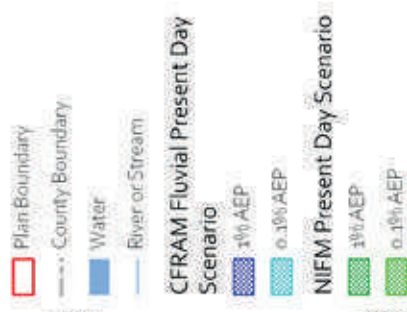 Plan Boundary
County Boundary
Water
River or Stream
CFRAM Fluvial Present Day
Scenario
1% AEP
0.1% AEP
NIFM Present Day Scenario
1% AEP
0.1% AEP